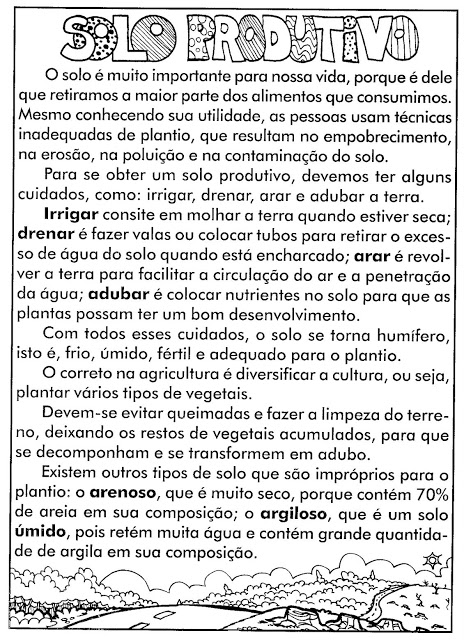 SOLO PRODUTIVO
O solo é muito importante para nossa vida, porque é dele
que retiramos a maior parte dos alimentos que consumimos.
Mesmo conhecendo sua utilidade, as pessoas usam técnicas
inadequadas de plantio, que resultam no empobrecimento,
na erosão, na poluição e na contaminação do solo.
Para se obter um solo produtivo, devemos ter alguns
cuidados, como: irrigar, drenar, arar e adubar a terra.
Irrigar consite em molhar a terra quando estiver seca;
drenar é fazer valas ou colocar tubos para retirar o exces-
so de água do solo quando está encharcado; arar é revol-
ver a terra para facilitar a circulação do ar e a penetração
da água; adubar é colocar nutrientes no solo para que as
plantas possam ter um bom desenvolvimento.
Com todos esses cuidados, o solo se torna humífero,
isto é, frio, úmido, fértil e adequado para o plantio.
O correto na agricultura é diversificar a cultura, ou seja,
plantar vários tipos de vegetais.
Devem-se evitar queimadas e fazer a limpeza do terre-
no, deixando os restos de vegetais acumulados, para que
se decomponham e se transformem em adubo.
Existem outros tipos de solo que são impróprios para o
plantio: o arenoso, que é muito seco, porque contém 70%
de areia em sua composição; o argiloso, que é um solo
úmido, pois retém muita água e contém grande quantida-
de de argila em sua composição.